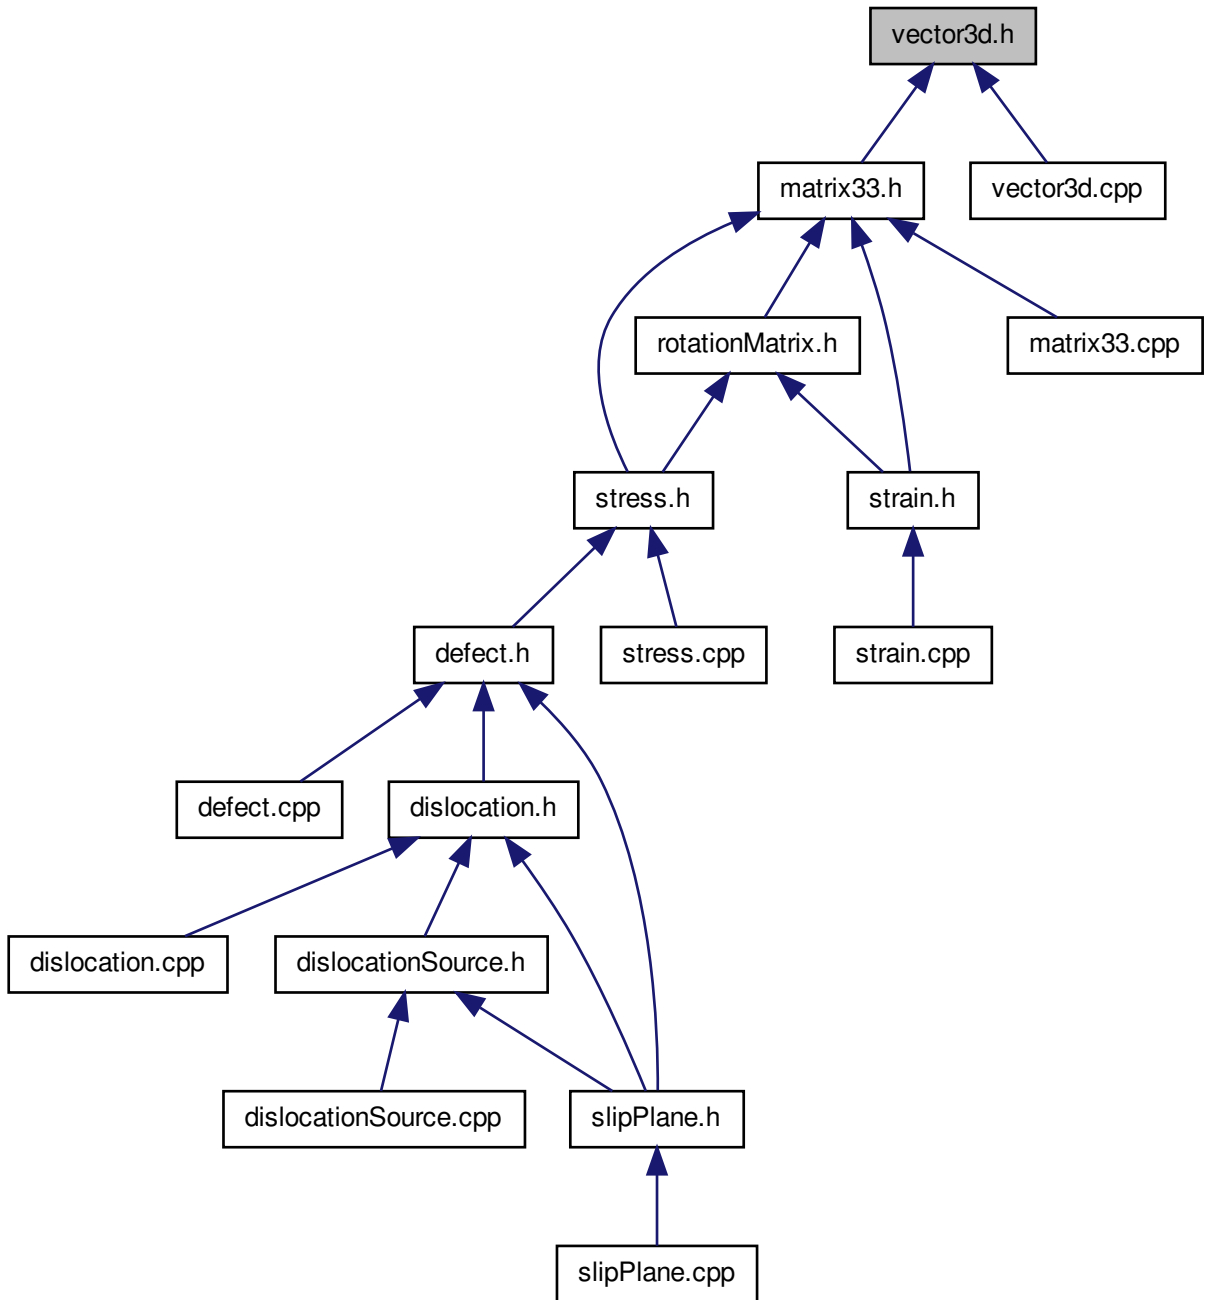 vector3d.h
matrix33.h
vector3d.cpp
rotationMatrix.h
matrix33.cpp
stress.h
strain.h
defect.h
stress.cpp
strain.cpp
defect.cpp
dislocation.h
dislocation.cpp
dislocationSource.h
dislocationSource.cpp
slipPlane.h
slipPlane.cpp